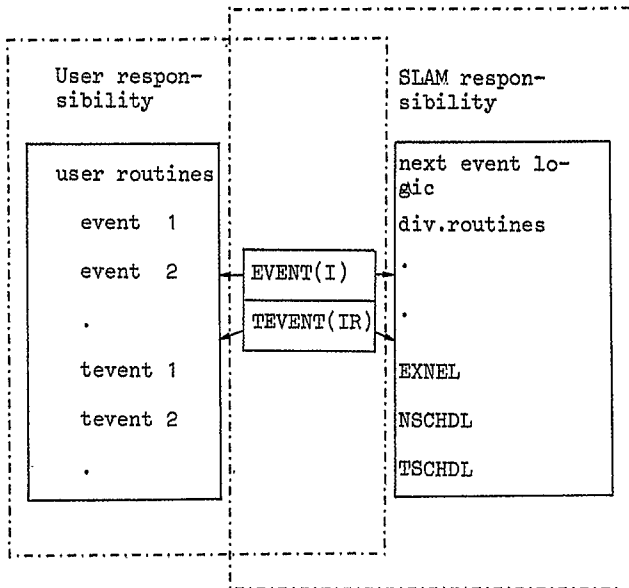 User respon-
sibility
user routines
event 1
event 2
.
tevent 1
tevent 2
.
EVENT(I)
TEVENT(IR)
SLAM respon-
sibility
next event lo-
gic
div.routines
.
.
EXNEL
NSCHDL
TSCHDL